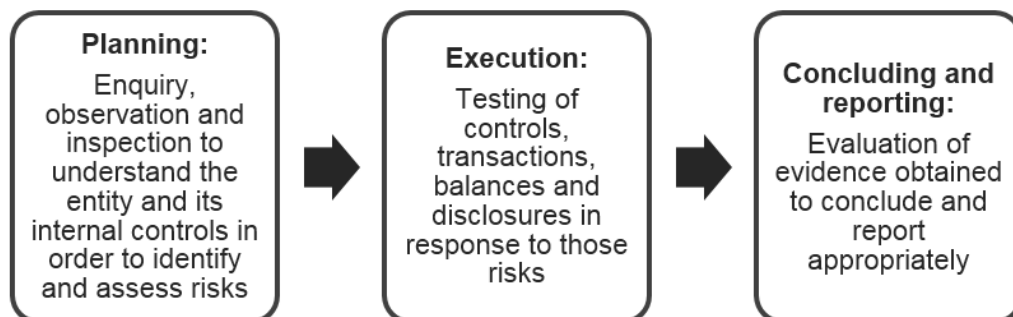 Planning:
Enquiry,
observation and
inspection to
understand the
entity and its
internal controls in
order to identify
and assess risks
Execution:
Testing of
controls,
transactions,
balances and
disclosures in
response to those
risks
Concluding and
reporting:
Evaluation of
evidence obtained
to conclude and
report
appropriately